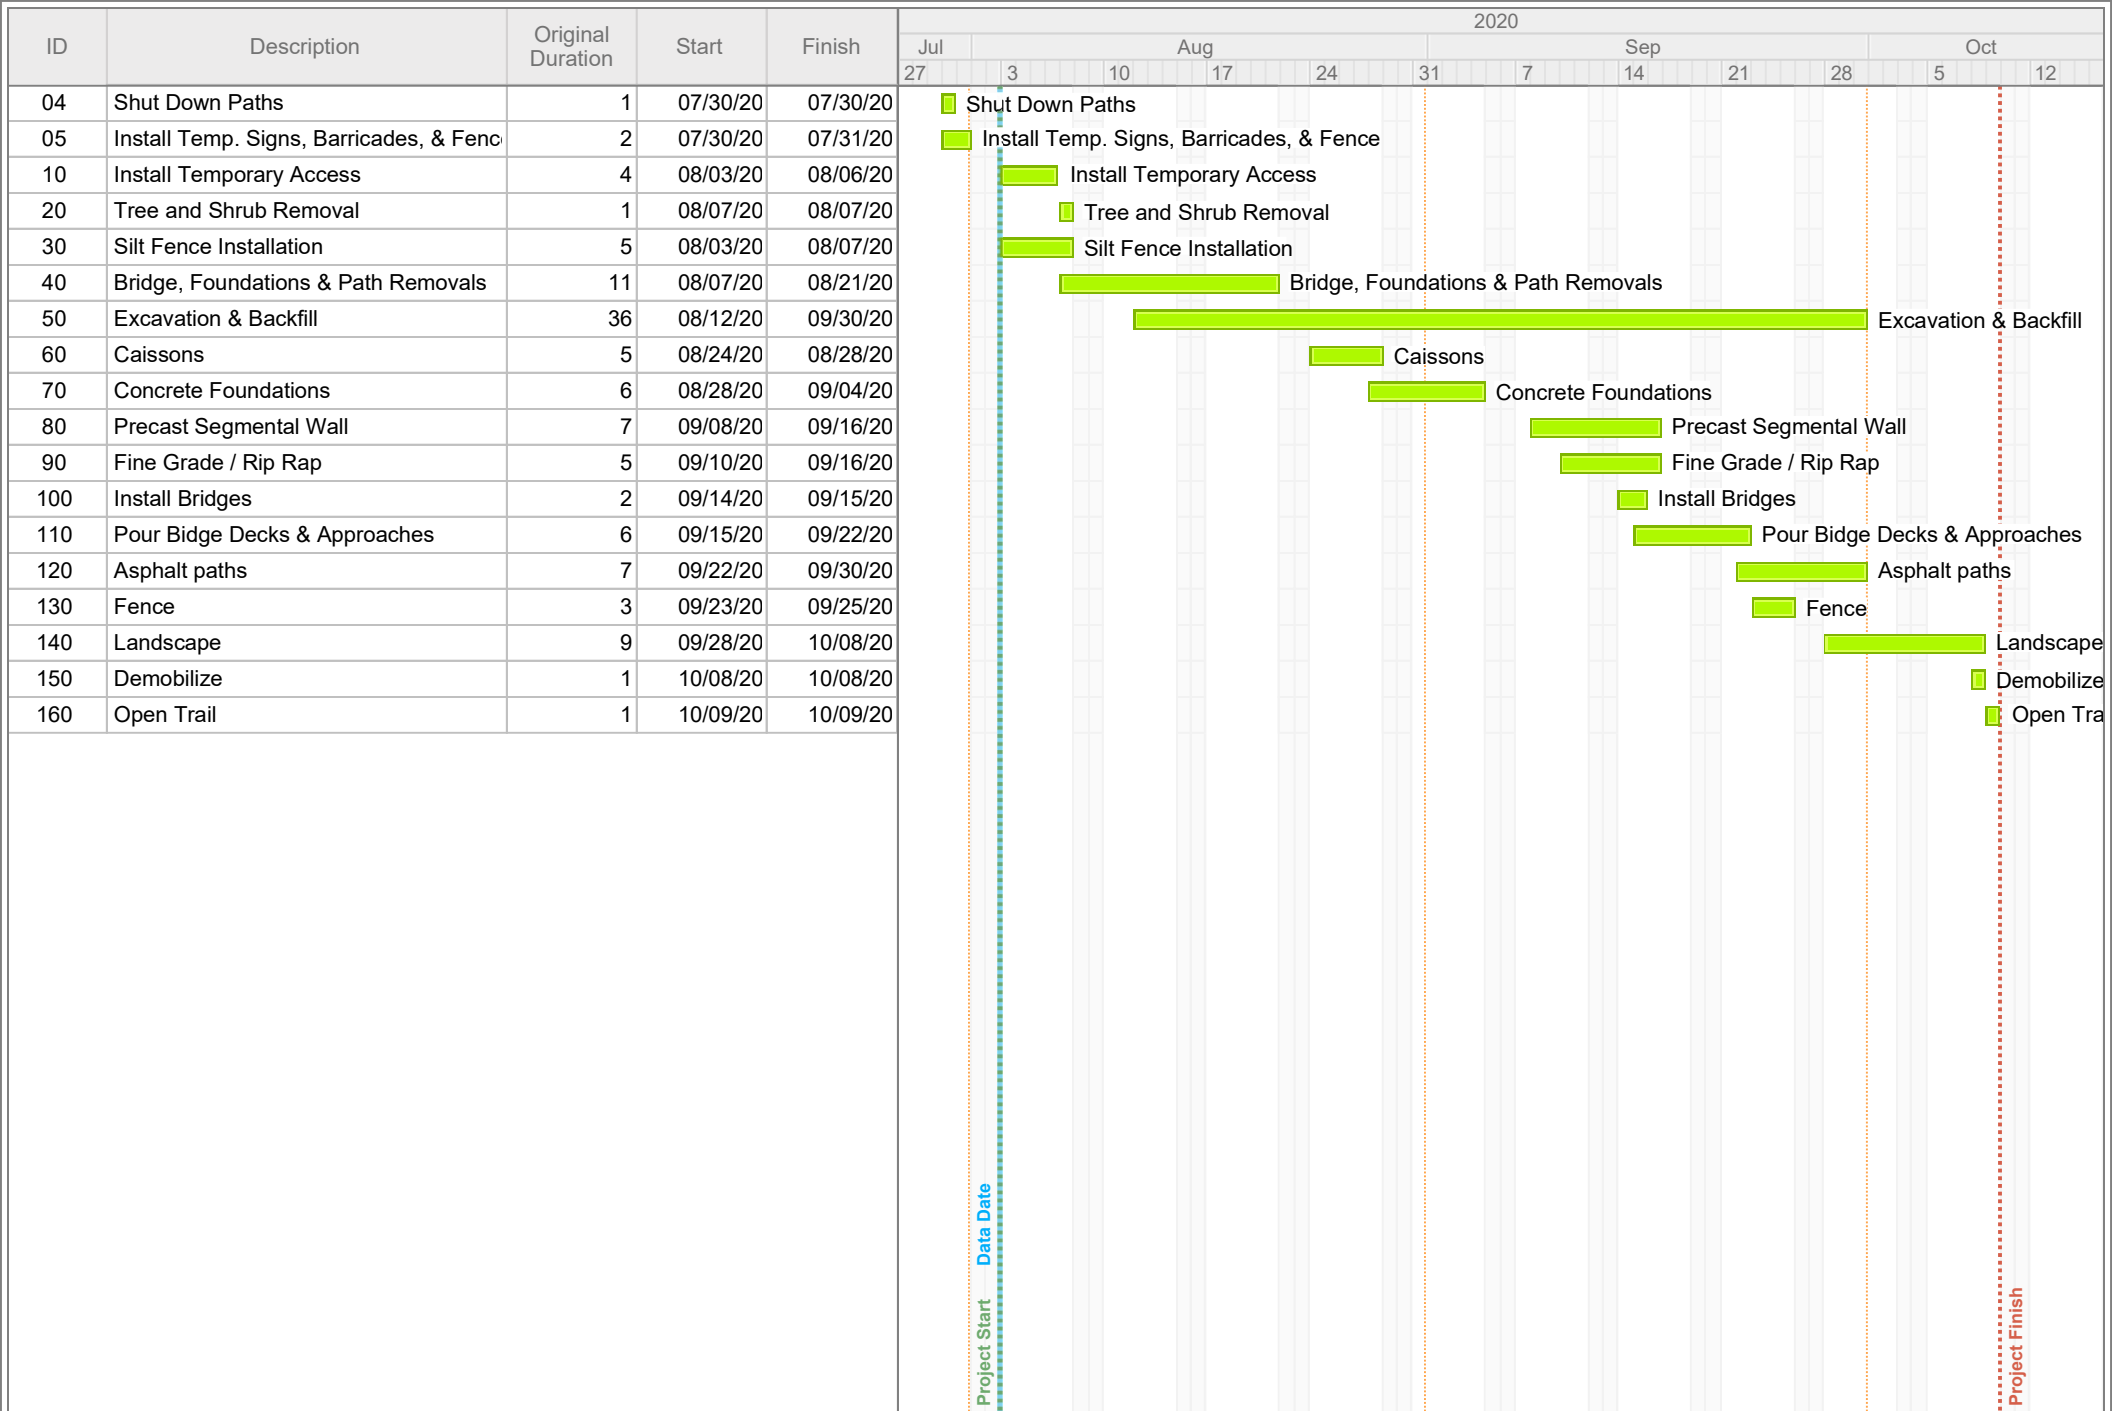 ID Description Original Duration Start Finish
2020
Jul Aug Sep Oct
27 3 10 17 24 31 7 14 21 28 5 12
04 Shut Down Paths 1 07/30/20 07/30/20 Shut Down Paths
05 Install Temp. Signs, Barricades, & Fenc 2 07/30/20 07/31/20 Install Temp. Signs, Barricades, & Fence
10 Install Temporary Access 4 08/03/20 08/06/20 Install Temporary Access
20 Tree and Shrub Removal 1 08/07/20 08/07/20 Tree and Shrub Removal
30 Silt Fence Installation 5 08/03/20 08/07/20 Silt Fence Installation
40 Bridge, Foundations & Path Removals 11 08/07/20 08/21/20 Bridge, Foundations & Path Removals
50 Excavation & Backfill 36 08/12/20 09/30/20 Excavation & Backfill
60 Caissons 5 08/24/20 08/28/20 Caissons
70 Concrete Foundations 6 08/28/20 09/04/20 Concrete Foundations
80 Precast Segmental Wall 7 09/08/20 09/16/20 Precast Segmental Wall
90 Fine Grade / Rip Rap 5 09/10/20 09/16/20 Fine Grade / Rip Rap
100 Install Bridges 2 09/14/20 09/15/20 Install Bridges
110 Pour Bidge Decks & Approaches 6 09/15/20 09/22/20 Pour Bidge Decks & Approaches
120 Asphalt paths 7 09/22/20 09/30/20 Asphalt paths
130 Fence 3 09/23/20 09/25/20 Fence
140 Landscape 9 09/28/20 10/08/20 Landscape
150 Demobilize 1 10/08/20 10/08/20 Demobilize
160 Open Trail 1 10/09/20 10/09/20 Open Tra
Data Date
Project Start
Project Finish